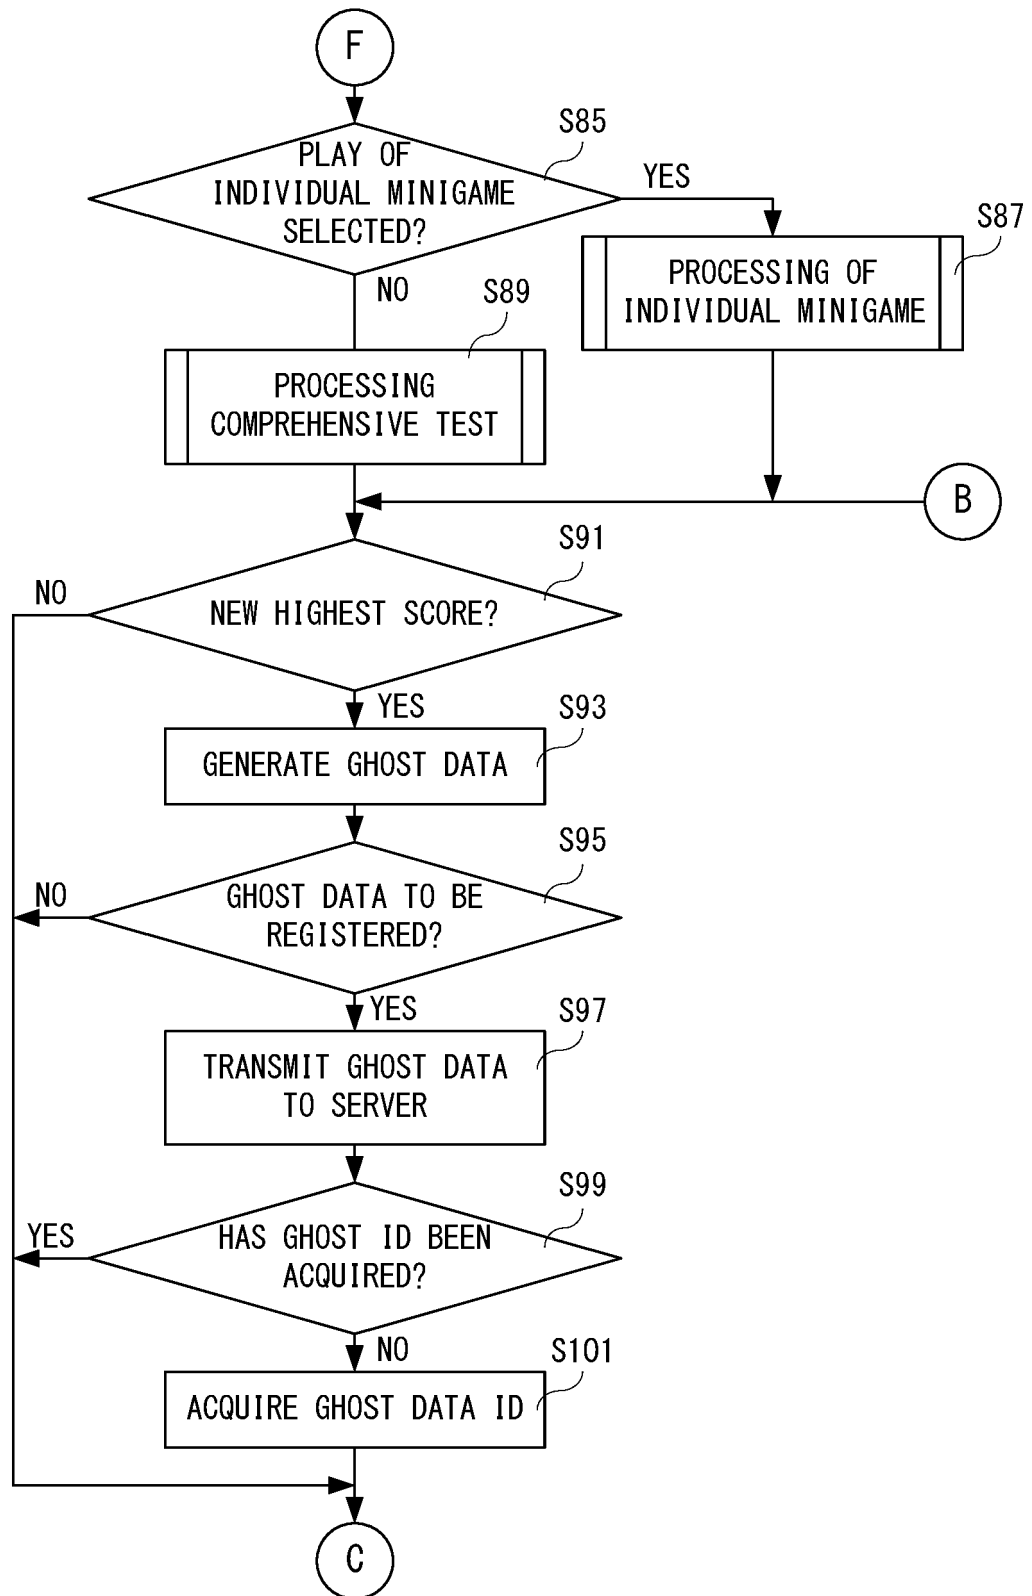 F
S85
PLAY OF
INDIVIDUAL MINIGAME
SELECTED?
YES
S87
PROCESSING OF
INDIVIDUAL MINIGAME
NO
S89
PROCESSING
COMPREHENSIVE TEST
B
S91
NO
NEW HIGHEST SCORE?
YES
S93
GENERATE GHOST DATA
S95
NO
GHOST DATA TO BE
REGISTERED?
YES
S97
TRANSMIT GHOST DATA
TO SERVER
S99
YES
HAS GHOST ID BEEN
ACQUIRED?
NO
S101
ACQUIRE GHOST DATA ID
C